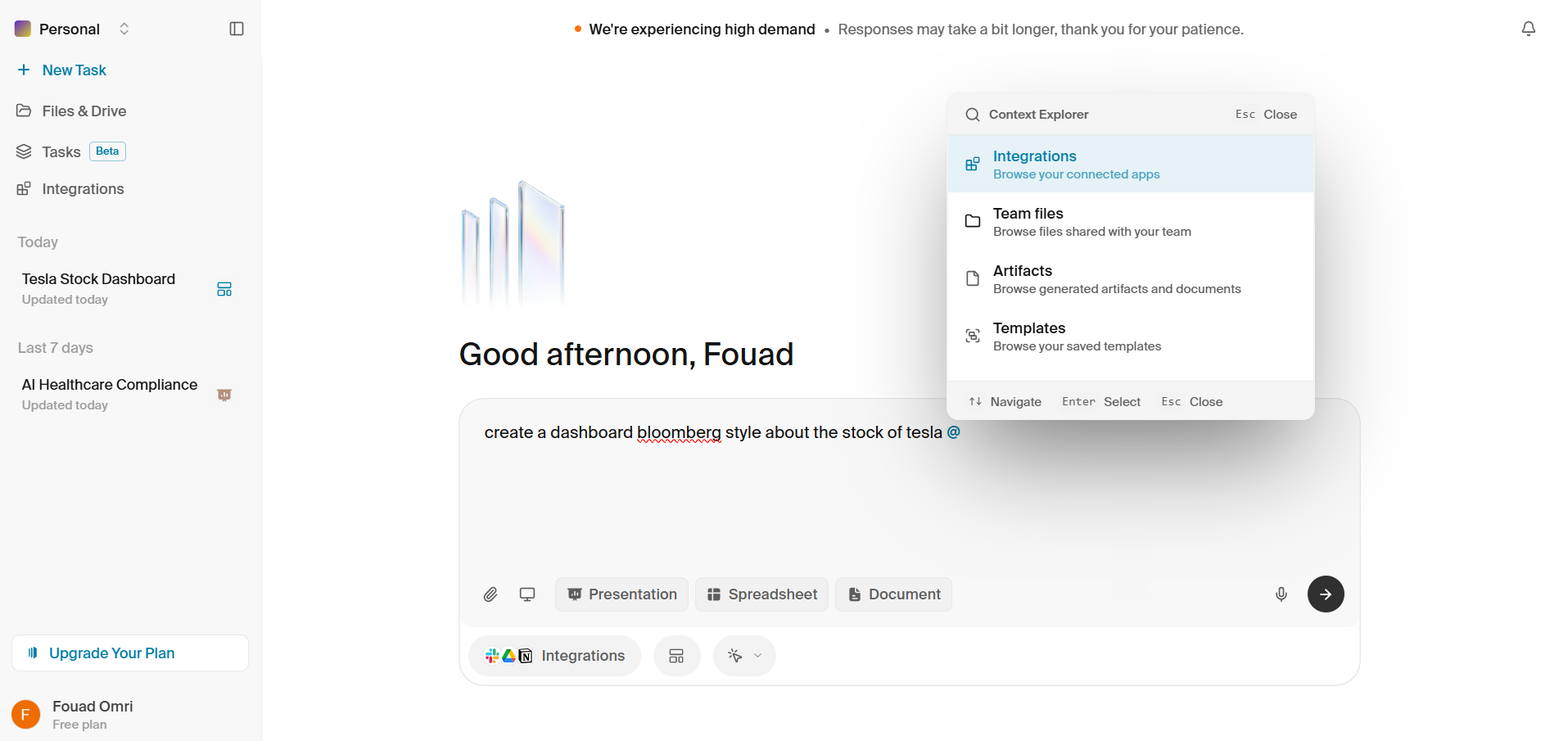 Personal
We're experiencing high demand • Responses may take a bit longer, thank you for your patience.
New Task
Files & Drive
Tasks Beta
Integrations
Today
Tesla Stock Dashboard
Updated today
Last 7 days
AI Healthcare Compliance
Updated today
Upgrade Your Plan
F
Fouad Omri
Free plan
Context Explorer Esc Close
Integrations
Browse your connected apps
Team files
Browse files shared with your team
Artifacts
Browse generated artifacts and documents
Templates
Browse your saved templates
↑↓ Navigate Enter Select Esc Close
Good afternoon, Fouad
create a dashboard bloomberg style about the stock of tesla @
Presentation Spreadsheet Document
Integrations